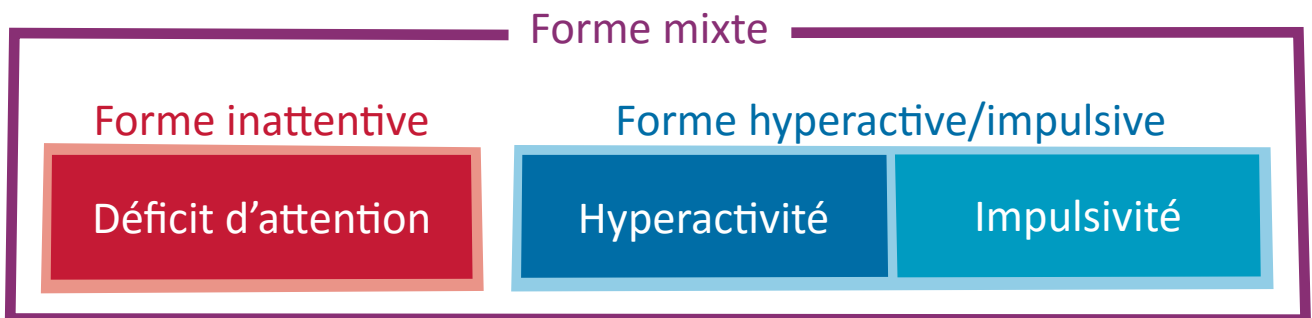 Forme mixte
Forme inattentive
Forme hyperactive/impulsive
Déficit d’attention
Hyperactivité
Impulsivité